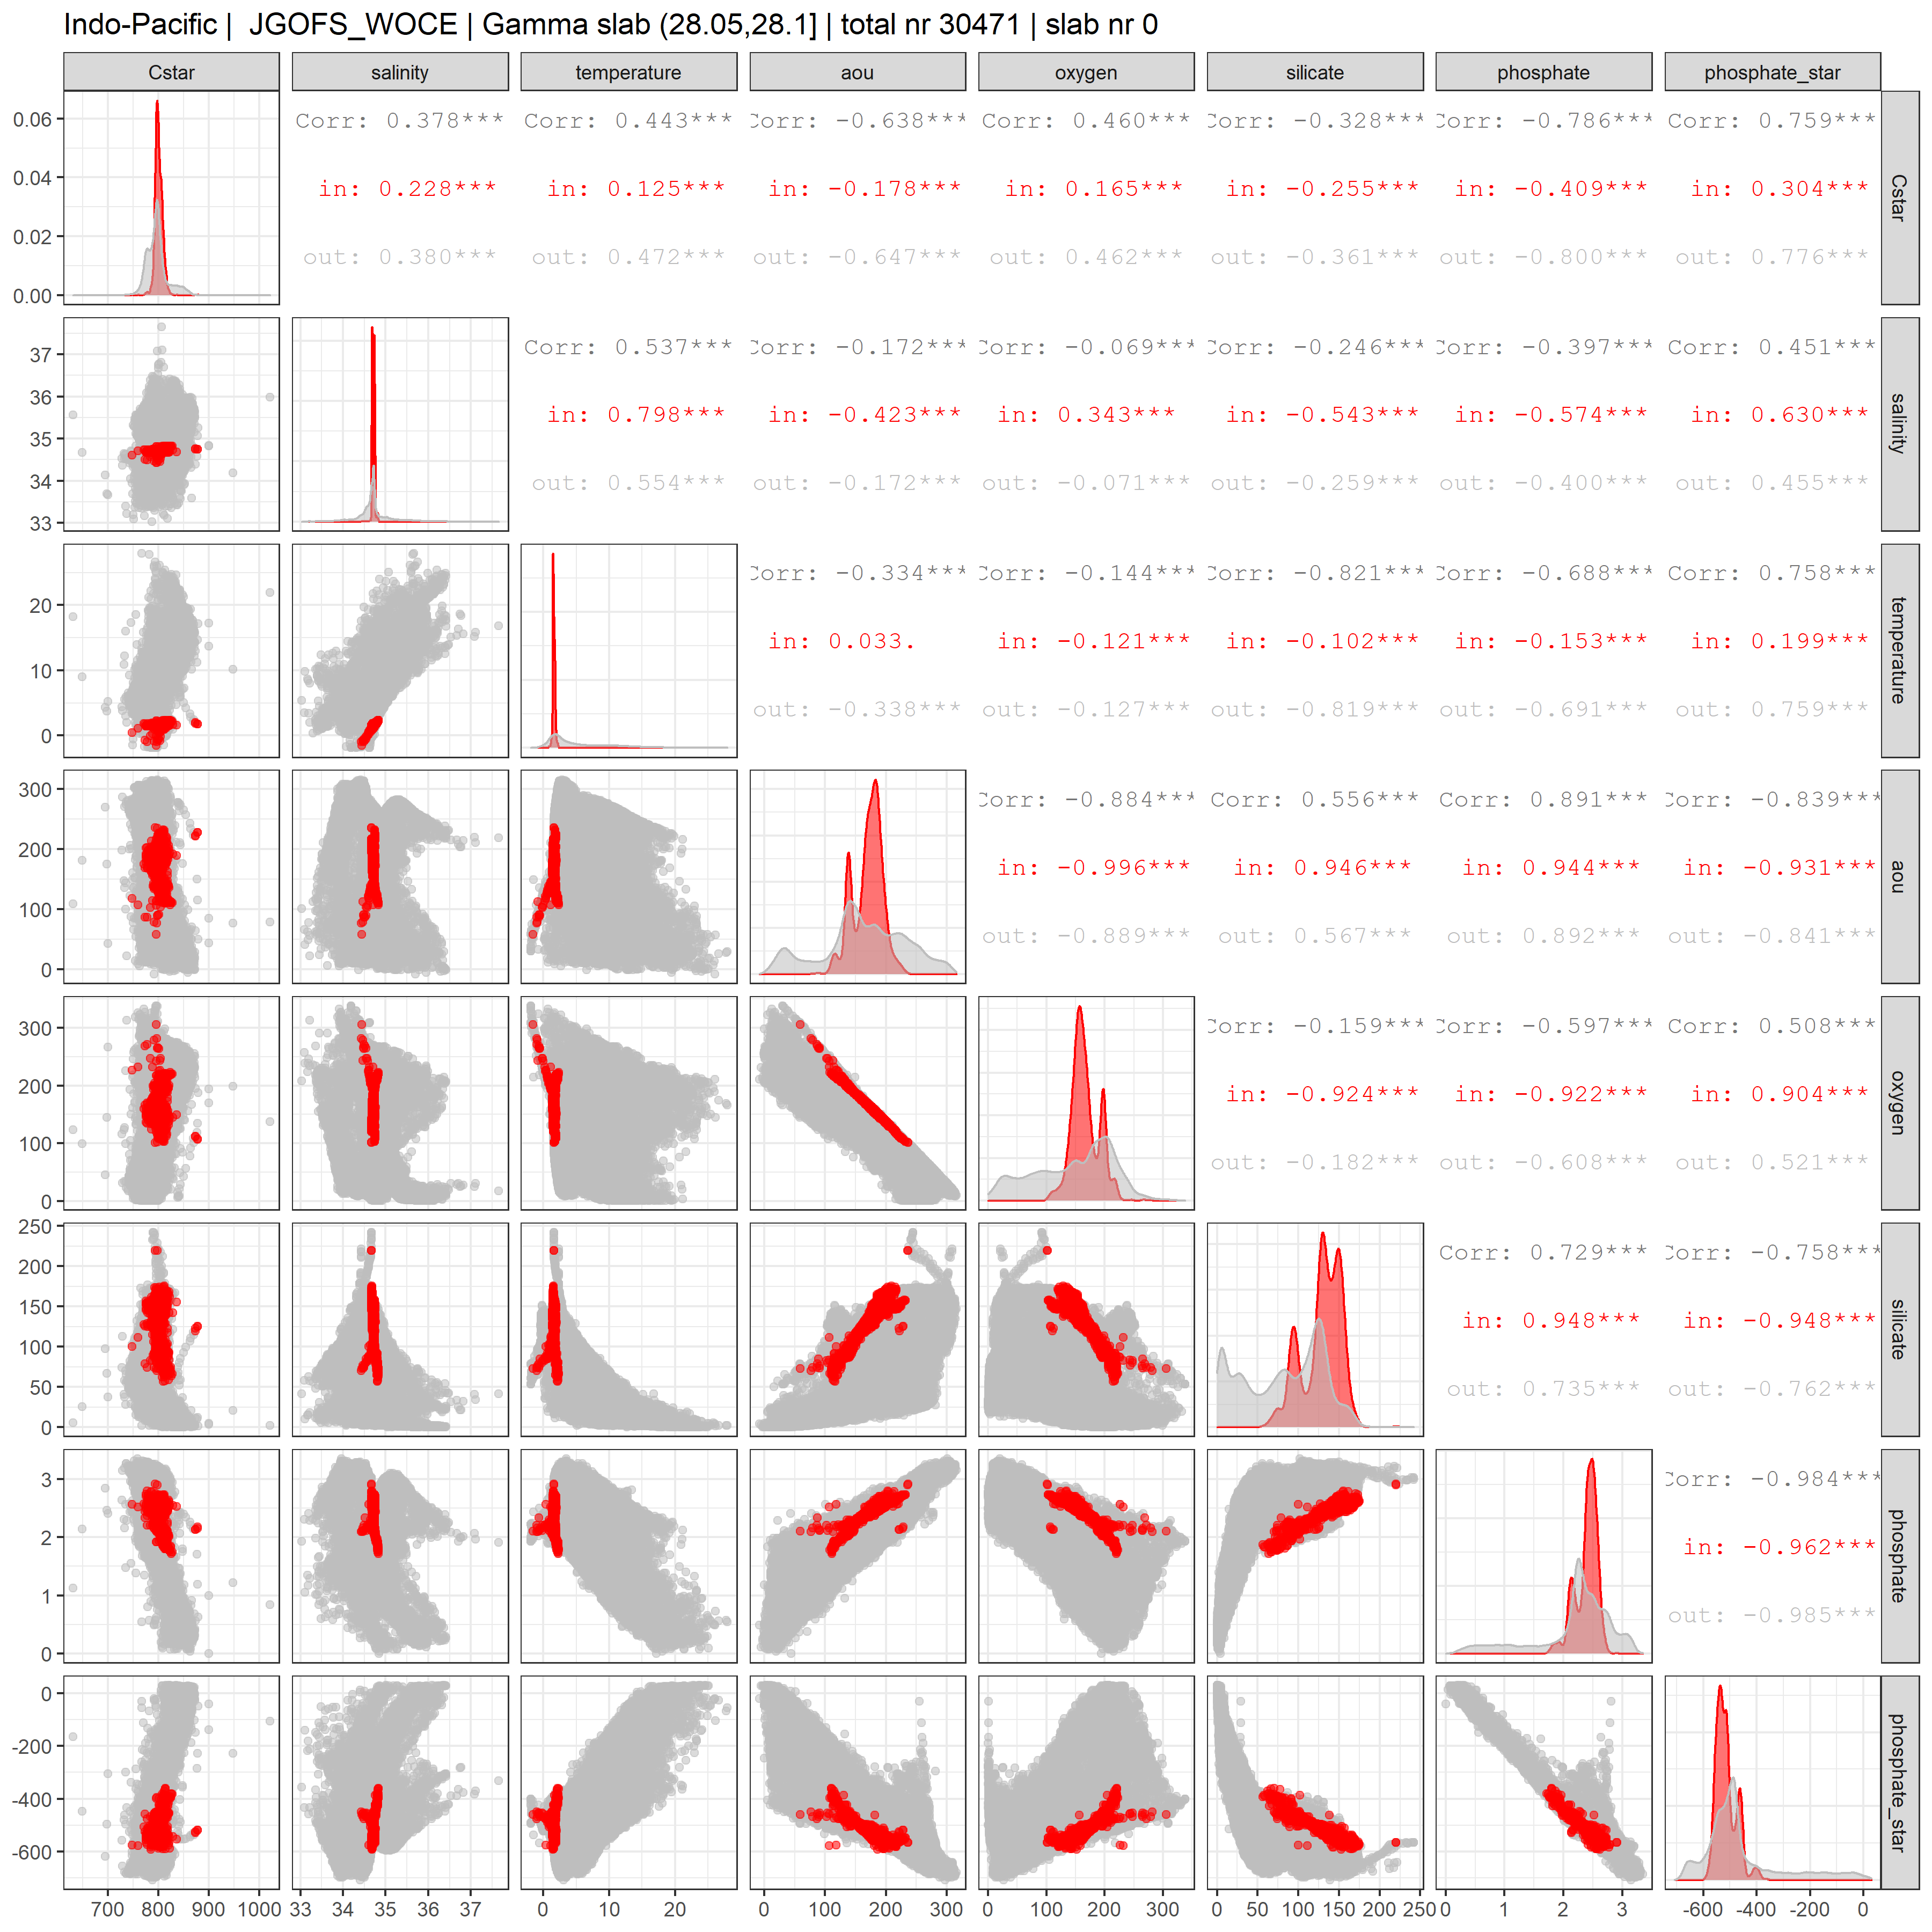 Indo-Pacific | JGOFS_WOCE | Gamma slab (28.05,28.1] | total nr 30471 | slab nr 0
Cstar salinity temperature aou oxygen silicate phosphate phosphate_star
0.06 Corr: 0.378*** Corr: 0.443*** Corr: -0.638*** Corr: 0.460*** Corr: -0.328*** Corr: -0.786*** Corr: 0.759***
0.04 in: 0.228*** in: 0.125*** in: -0.178*** in: 0.165*** in: -0.255*** in: -0.409*** in: 0.304*** Cstar
0.02 out: 0.380*** out: 0.472*** out: -0.647*** out: 0.462*** out: -0.361*** out: -0.800*** out: 0.776***
0.00
37 Corr: 0.537*** Corr: -0.172*** Corr: -0.069*** Corr: -0.246*** Corr: -0.397*** Corr: 0.451***
36
35 in: 0.798*** in: -0.423*** in: 0.343*** in: -0.543*** in: -0.574*** in: 0.630*** salinity
34 out: 0.554*** out: -0.172*** out: -0.071*** out: -0.259*** out: -0.400*** out: 0.455***
33
Corr: -0.334*** Corr: -0.144*** Corr: -0.821*** Corr: -0.688*** Corr: 0.758***
20
in: 0.033. in: -0.121*** in: -0.102*** in: -0.153*** in: 0.199*** temperature
10
out: -0.338*** out: -0.127*** out: -0.819*** out: -0.691*** out: 0.759***
0
300 Corr: -0.884*** Corr: 0.556*** Corr: 0.891*** Corr: -0.839***
200 in: -0.996*** in: 0.946*** in: 0.944*** in: -0.931*** aou
100 out: -0.889*** out: 0.567*** out: 0.892*** out: -0.841***
0
300 Corr: -0.159*** Corr: -0.597*** Corr: 0.508***
200 in: -0.924*** in: -0.922*** in: 0.904*** oxygen
100 out: -0.182*** out: -0.608*** out: 0.521***
0
250 Corr: 0.729*** Corr: -0.758***
200
150 in: 0.948*** in: -0.948*** silicate
100
50 out: 0.735*** out: -0.762***
0
3 Corr: -0.984***
2 in: -0.962*** phosphate
1 out: -0.985***
0
0
-200
-400 phosphate_star
-600
700 800 900 1000 33 34 35 36 37 0 10 20 0 100 200 300 0 100 200 300 0 50 100 150 200 250 0 1 2 3 -600 -400 -200 0